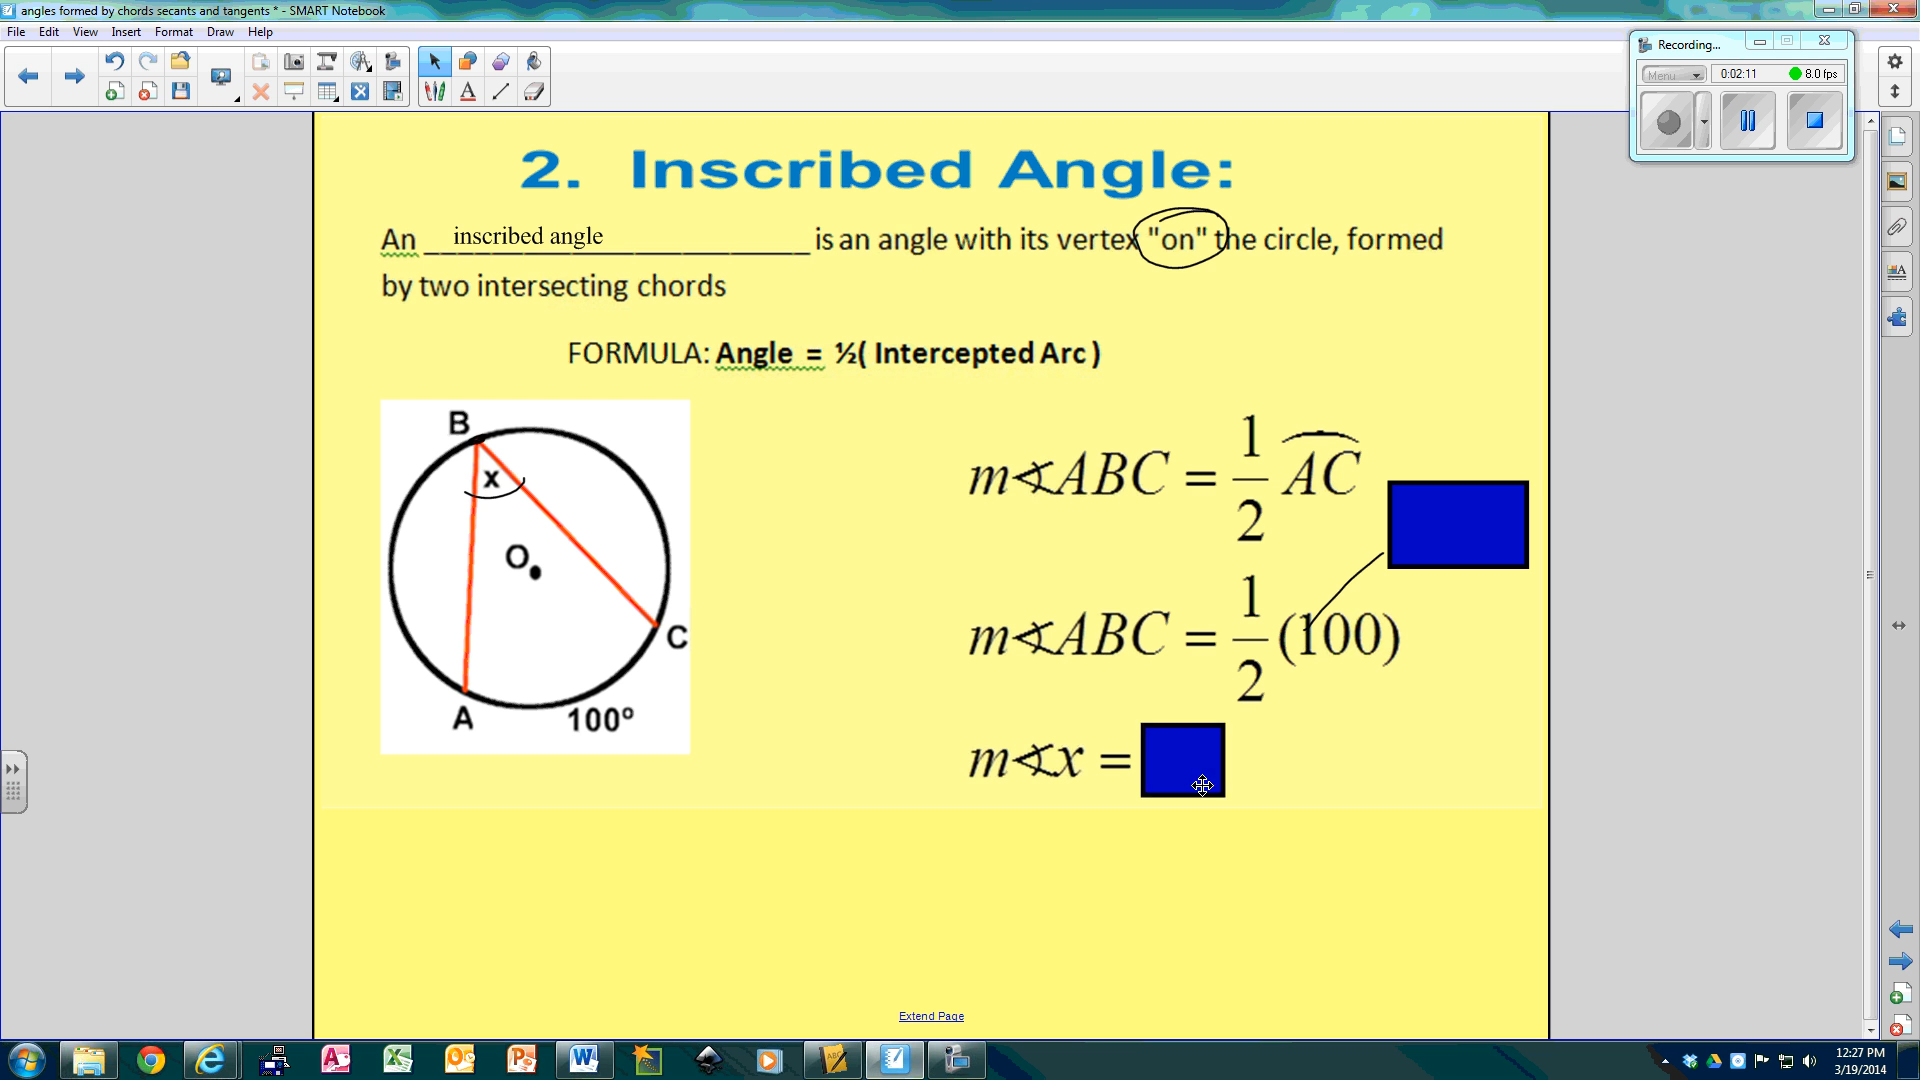 angles formed by chords secants and tangents * - SMART Notebook
File Edit View Insert Format Draw Help
Recording...
Menu 0:02:11 8.0 fps
2. Inscribed Angle:
An inscribed angle is an angle with its vertex "on" the circle, formed
by two intersecting chords
FORMULA: Angle = ½( Intercepted Arc )
B
x
O
C
A
100º
m∢ABC = 1/2 AC
m∢ABC = 1/2 (100)
m∢x =
Extend Page
12:27 PM
3/19/2014